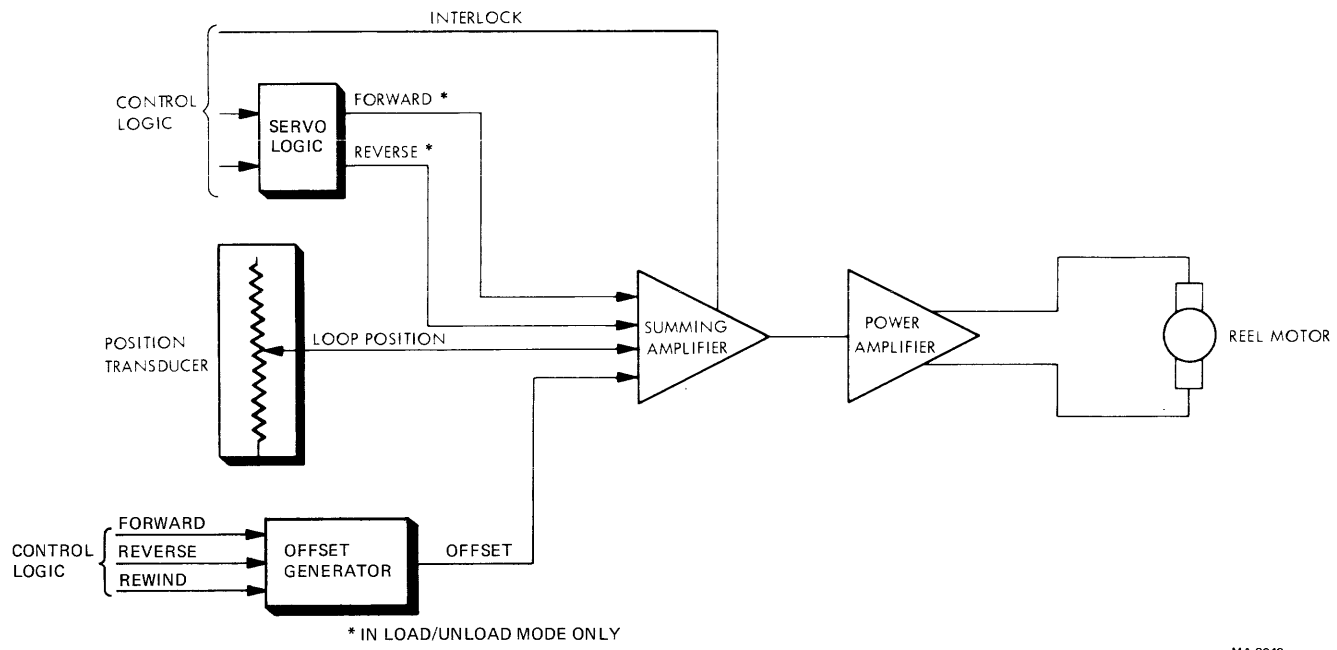 INTERLOCK
CONTROL
LOGIC
SERVO
LOGIC
FORWARD *
REVERSE *
POSITION
TRANSDUCER
LOOP POSITION
SUMMING
AMPLIFIER
POWER
AMPLIFIER
REEL MOTOR
CONTROL
LOGIC
FORWARD
REVERSE
REWIND
OFFSET
GENERATOR
OFFSET
* IN LOAD/UNLOAD MODE ONLY